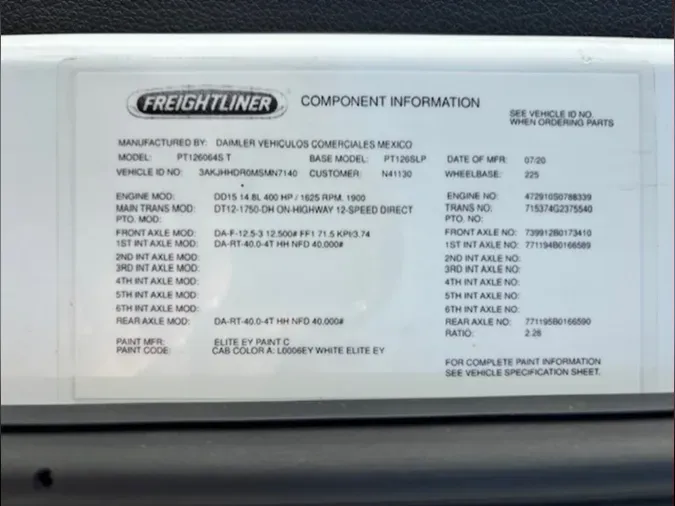 FREIGHTLINER COMPONENT INFORMATION
SEE VEHICLE ID NO.
WHEN ORDERING PARTS
MANUFACTURED BY: DAIMLER VEHICULOS COMERCIALES MEXICO
MODEL: PT126064S T BASE MODEL: PT126SLP DATE OF MFR: 07/20
VEHICLE ID NO: 3AKJHHDR0MSMN7140 CUSTOMER: N41130 WHEELBASE: 225
ENGINE MOD: DD15 14.8L 400 HP / 1625 RPM. 1900 ENGINE NO: 472910S0788339
MAIN TRANS MOD: DT12-1750-DH ON-HIGHWAY 12-SPEED DIRECT TRANS NO: 715374G2375540
PTO. MOD: PTO. NO:
FRONT AXLE MOD: DA-F-12.5-3 12.500# FF1 71.5 KPI/3.74 FRONT AXLE NO: 739912B0173410
1ST INT AXLE MOD: DA-RT-40.0-4T HH NFD 40.000# 1ST INT AXLE NO: 771194B0166589
2ND INT AXLE MOD: 2ND INT AXLE NO:
3RD INT AXLE MOD: 3RD INT AXLE NO:
4TH INT AXLE MOD: 4TH INT AXLE NO:
5TH INT AXLE MOD: 5TH INT AXLE NO:
6TH INT AXLE MOD: 6TH INT AXLE NO:
REAR AXLE MOD: DA-RT-40.0-4T HH NFD 40.000# REAR AXLE NO: 771195B0166590
RATIO: 2.28
PAINT MFR: ELITE EY PAINT C
PAINT CODE: CAB COLOR A: L0006EY WHITE ELITE EY
FOR COMPLETE PAINT INFORMATION
SEE VEHICLE SPECIFICATION SHEET.